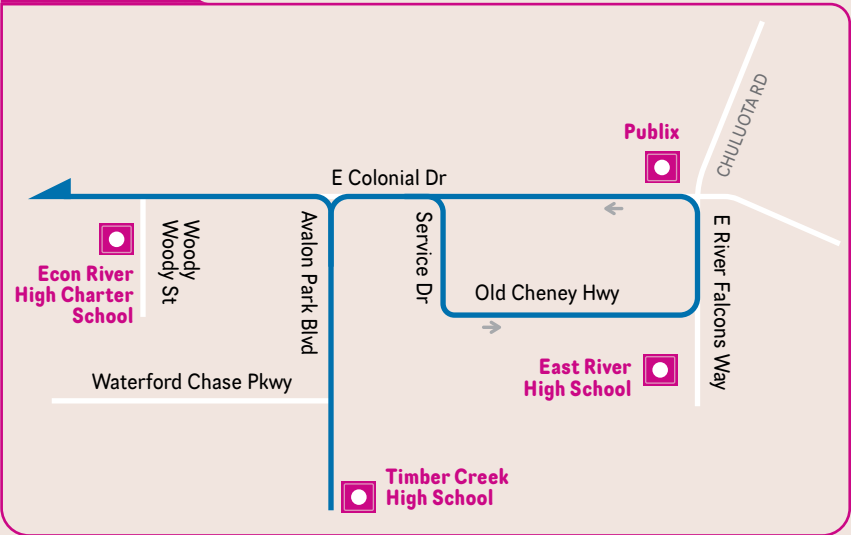 CHULUOTA RD
Publix
E Colonial Dr
Woody
Woody St
Avalon Park Blvd
Service Dr
E River Falcons Way
Econ River
High Charter
School
Old Cheney Hwy
East River
High School
Waterford Chase Pkwy
Timber Creek
High School